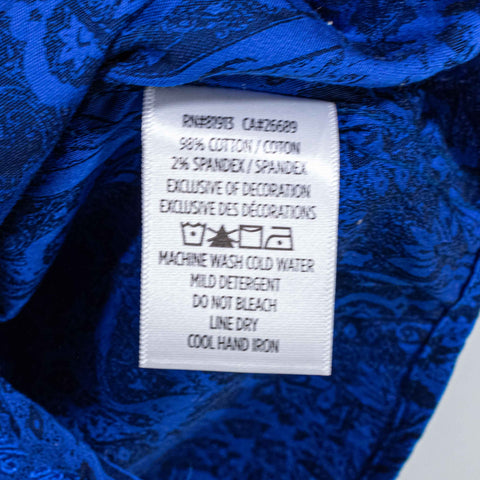 RN#81913 CA#26689
98% COTTON / COTON
2% SPANDEX / SPANDEX
EXCLUSIVE OF DECORATION
EXCLUSIVE DES DÉCORATIONS
MACHINE WASH COLD WATER
MILD DETERGENT
DO NOT BLEACH
LINE DRY
COOL HAND IRON